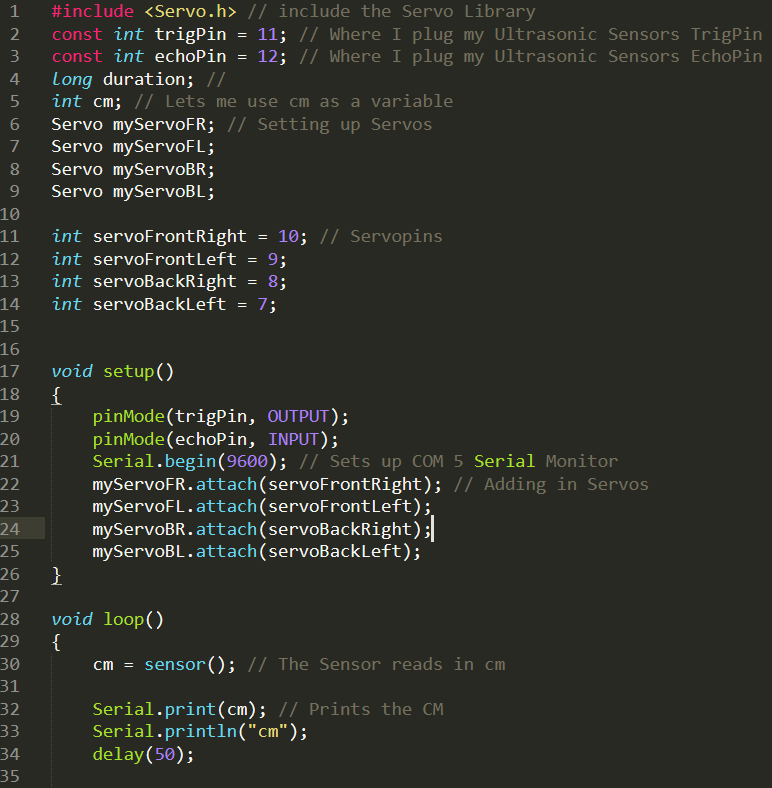 1 #include <Servo.h> // include the Servo Library
2 const int trigPin = 11; // Where I plug my Ultrasonic Sensors TrigPin
3 const int echoPin = 12; // Where I plug my Ultrasonic Sensors EchoPin
4 long duration; //
5 int cm; // Lets me use cm as a variable
6 Servo myServoFR; // Setting up Servos
7 Servo myServoFL;
8 Servo myServoBR;
9 Servo myServoBL;
10
11 int servoFrontRight = 10; // Servopins
12 int servoFrontLeft = 9;
13 int servoBackRight = 8;
14 int servoBackLeft = 7;
15
16
17 void setup()
18 {
19     pinMode(trigPin, OUTPUT);
20     pinMode(echoPin, INPUT);
21     Serial.begin(9600); // Sets up COM 5 Serial Monitor
22     myServoFR.attach(servoFrontRight); // Adding in Servos
23     myServoFL.attach(servoFrontLeft);
24     myServoBR.attach(servoBackRight);
25     myServoBL.attach(servoBackLeft);
26 }
27
28 void loop()
29 {
30     cm = sensor(); // The Sensor reads in cm
31
32     Serial.print(cm); // Prints the CM
33     Serial.println("cm");
34     delay(50);
35